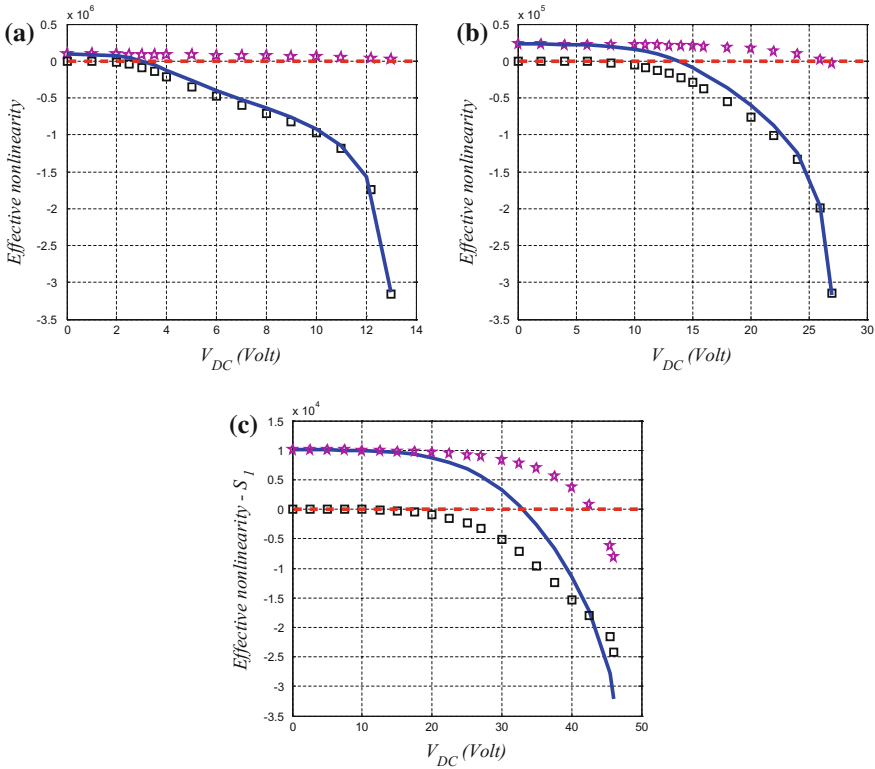 (a)
x 10^6
0.5
0
-0.5
-1
-1.5
-2
-2.5
-3
-3.5
Effective nonlinearity
0 2 4 6 8 10 12 14
V_DC (Volt)
(b)
x 10^5
0.5
0
-0.5
-1
-1.5
-2
-2.5
-3
-3.5
Effective nonlinearity
0 5 10 15 20 25 30
V_DC (Volt)
(c)
x 10^4
1.5
1
0.5
0
-0.5
-1
-1.5
-2
-2.5
-3
-3.5
Effective nonlinearity - S_1
0 10 20 30 40 50
V_DC (Volt)